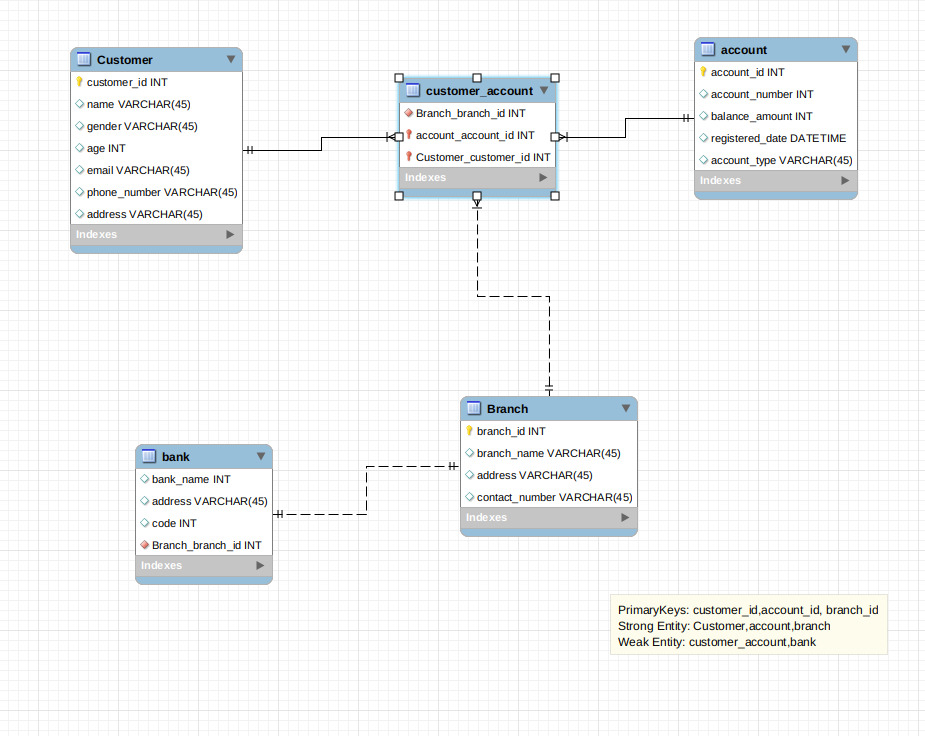 Customer
customer_id INT
name VARCHAR(45)
gender VARCHAR(45)
age INT
email VARCHAR(45)
phone_number VARCHAR(45)
address VARCHAR(45)
Indexes
customer_account
Branch_branch_id INT
account_account_id INT
Customer_customer_id INT
Indexes
account
account_id INT
account_number INT
balance_amount INT
registered_date DATETIME
account_type VARCHAR(45)
Indexes
bank
bank_name INT
address VARCHAR(45)
code INT
Branch_branch_id INT
Indexes
Branch
branch_id INT
branch_name VARCHAR(45)
address VARCHAR(45)
contact_number VARCHAR(45)
Indexes
PrimaryKeys: customer_id,account_id, branch_id
Strong Entity: Customer,account,branch
Weak Entity: customer_account,bank